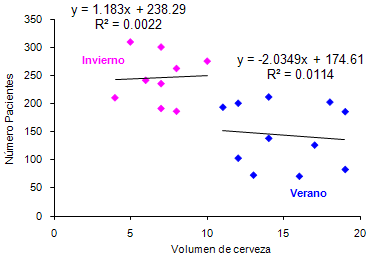 y = 1.183x + 238.29
R² = 0.0022
y = -2.0349x + 174.61
R² = 0.0114
Invierno
Verano
Número Pacientes
350
300
250
200
150
100
50
0
0 5 10 15 20
Volumen de cerveza